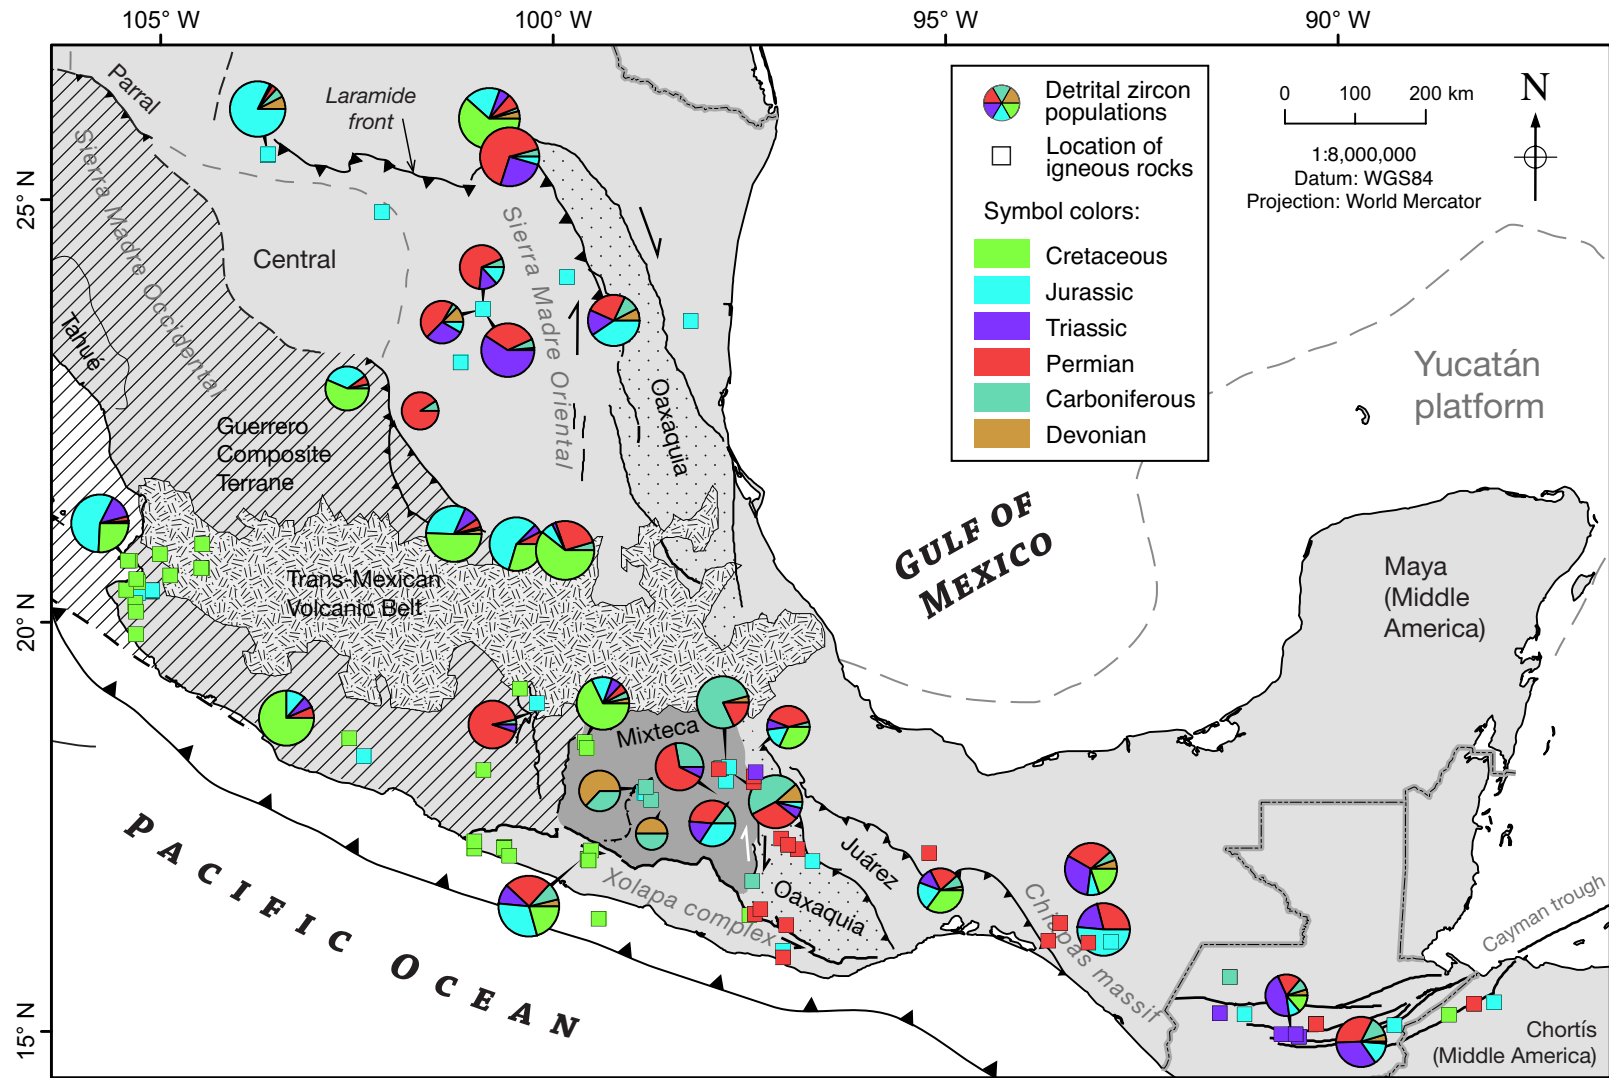 105° W
100° W
95° W
90° W
25° N
20° N
15° N
Parral
Laramide
front
Sierra Madre Occidental
Central
Sierra Madre Oriental
Tahué
Guerrero
Composite
Terrane
Oaxaquia
Trans-Mexican
Volcanic Belt
GULF OF
MEXICO
Yucatán
platform
Maya
(Middle
America)
Mixteca
Juárez
Oaxaquia
Xolapa complex
Chiapas massif
Cayman trough
Chortís
(Middle America)
PACIFIC OCEAN
Detrital zircon
populations
Location of
igneous rocks
Symbol colors:
Cretaceous
Jurassic
Triassic
Permian
Carboniferous
Devonian
0 100 200 km
1:8,000,000
Datum: WGS84
Projection: World Mercator
N